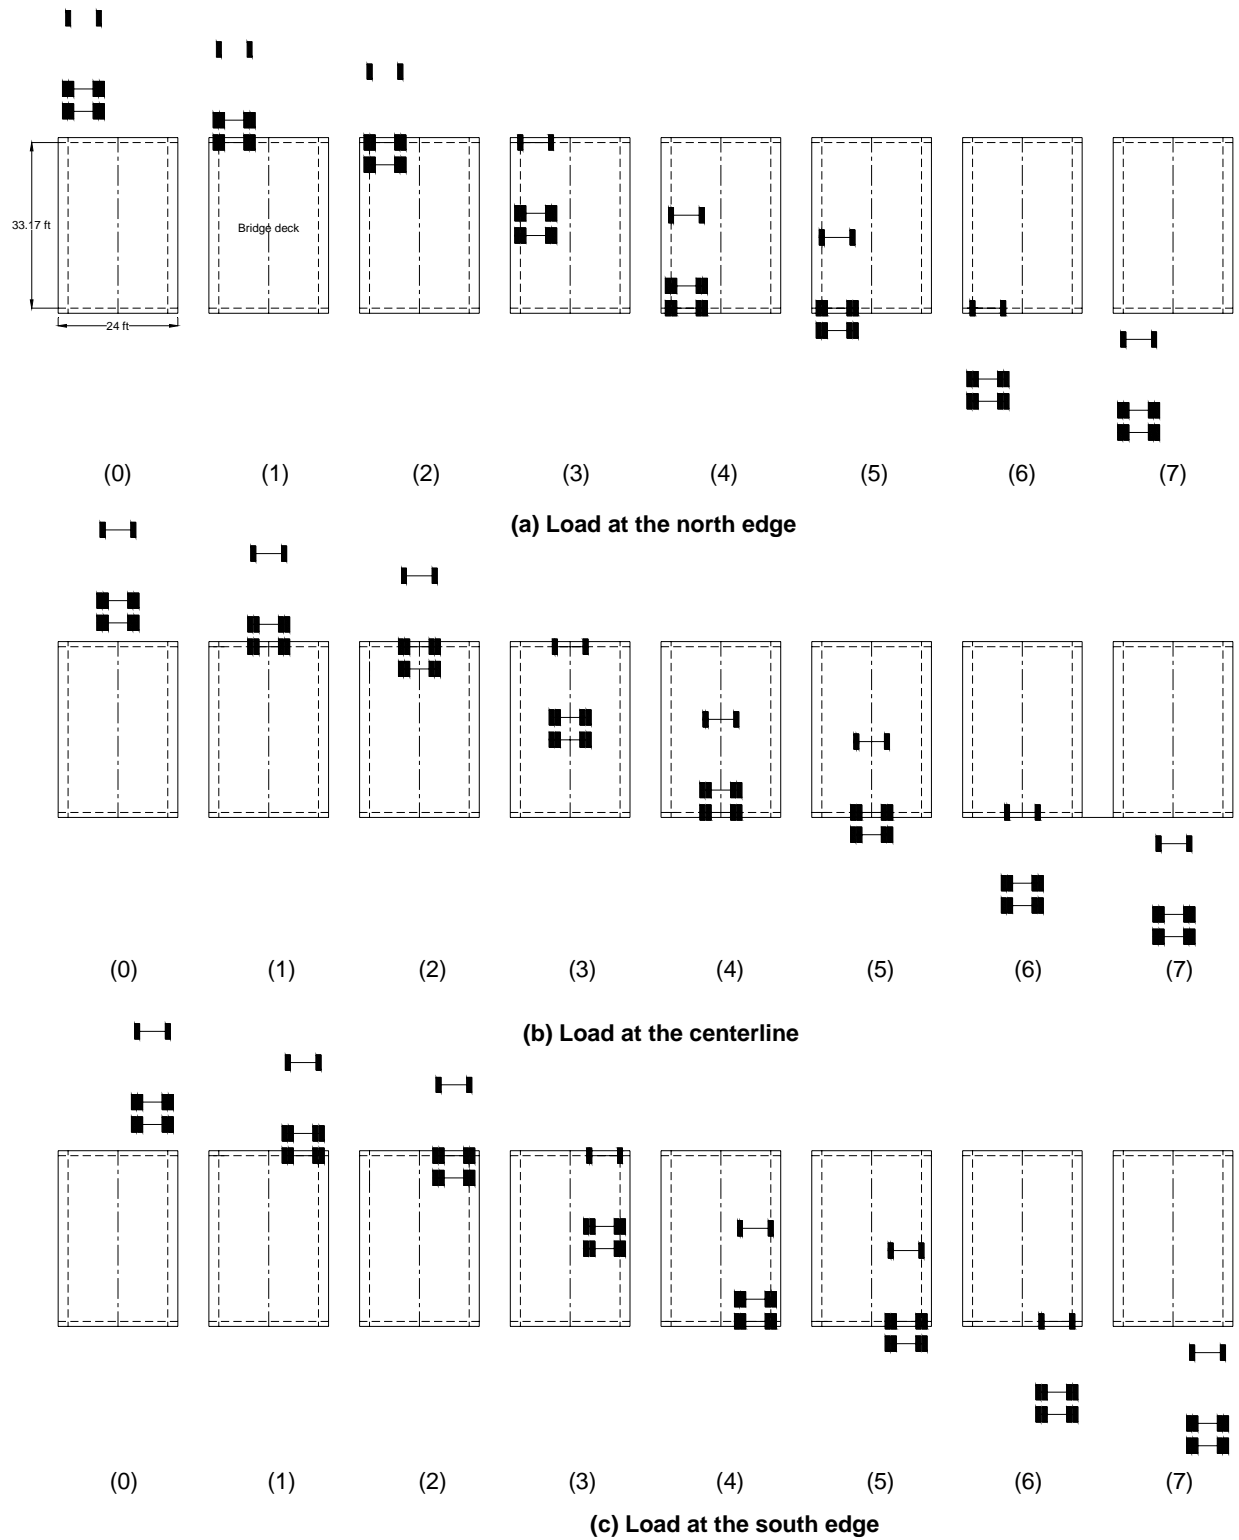 Bridge deck
33.17 ft
24 ft
(0) (1) (2) (3) (4) (5) (6) (7)
(a) Load at the north edge
(0) (1) (2) (3) (4) (5) (6) (7)
(b) Load at the centerline
(0) (1) (2) (3) (4) (5) (6) (7)
(c) Load at the south edge